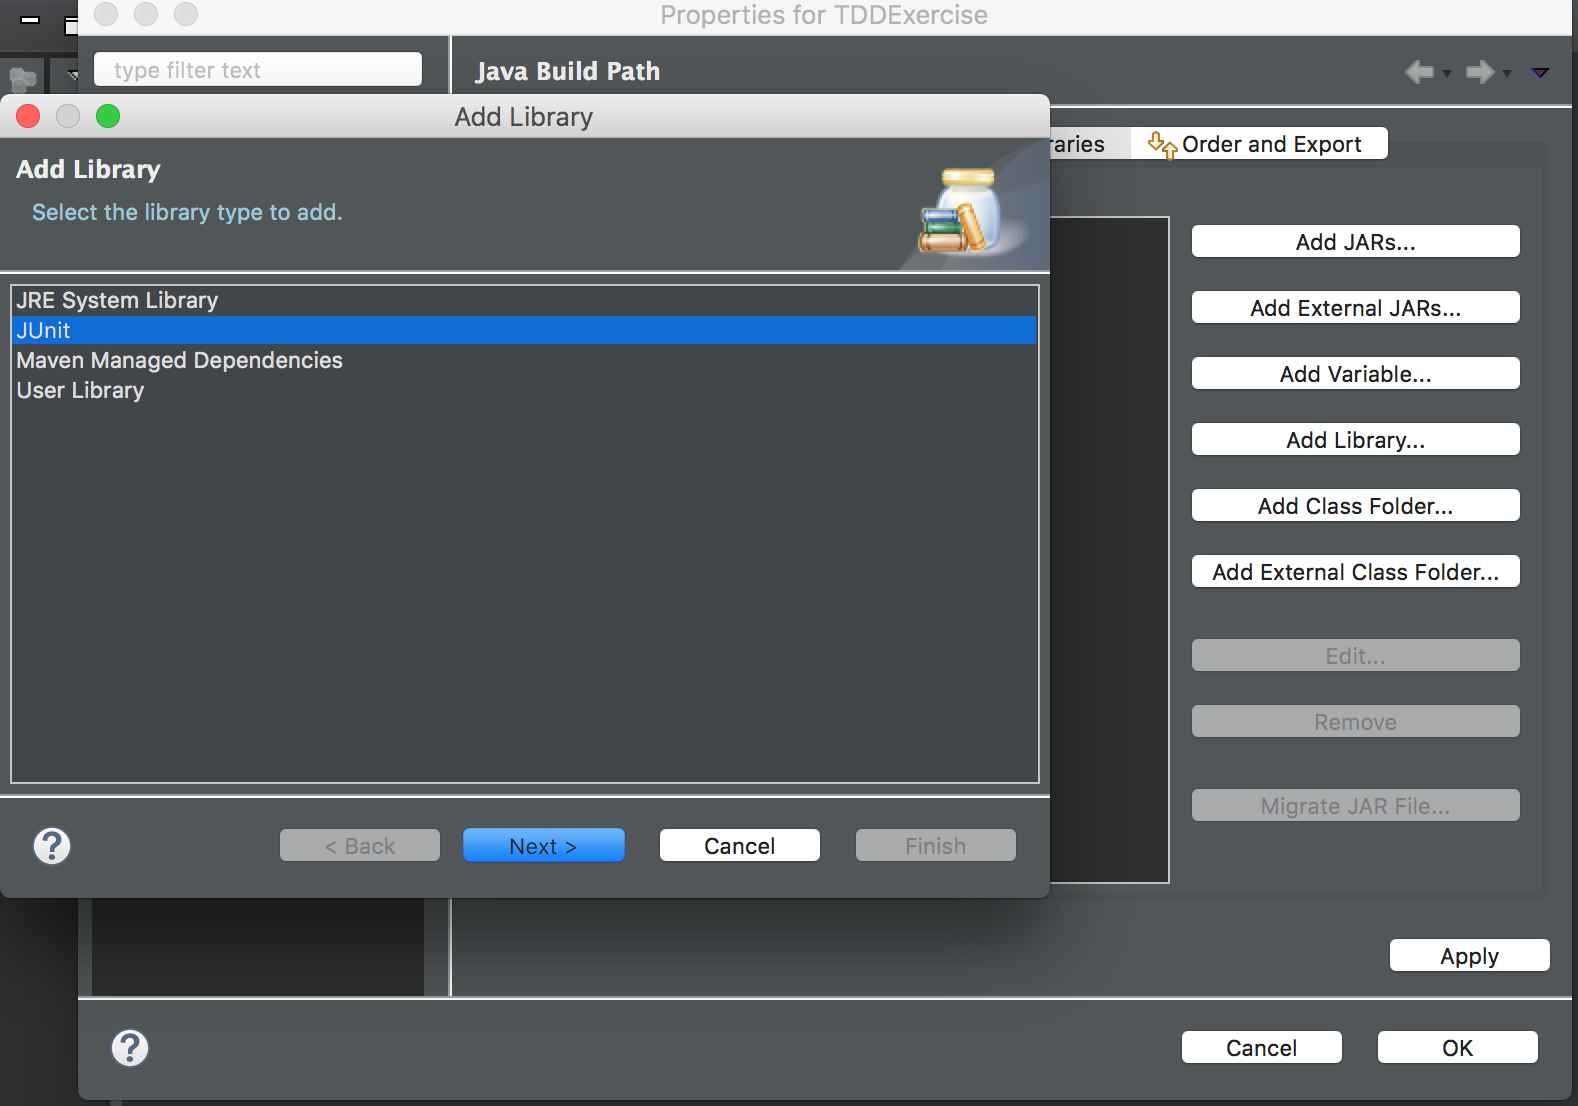 Properties for TDDExercise
type filter text
Java Build Path
Add Library
Add Library
Select the library type to add.
JRE System Library
JUnit
Maven Managed Dependencies
User Library
?
< Back
Next >
Cancel
Finish
raries
Order and Export
Add JARs...
Add External JARs...
Add Variable...
Add Library...
Add Class Folder...
Add External Class Folder...
Edit...
Remove
Migrate JAR File...
Apply
?
Cancel
OK